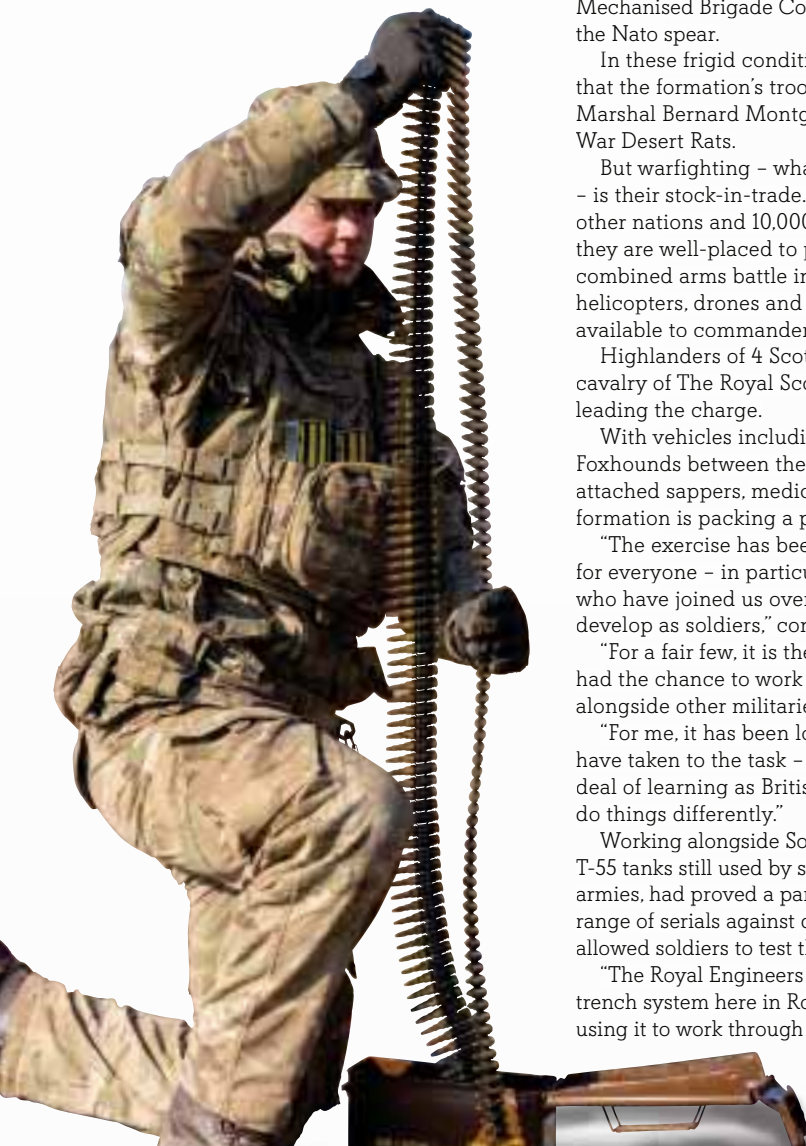 Mechanised Brigade Co
the Nato spear.
In these frigid conditi
that the formation’s troo
Marshal Bernard Montg
War Desert Rats.
But warfighting – wha
– is their stock-in-trade.
other nations and 10,000
they are well-placed to p
combined arms battle in
helicopters, drones and
available to commander
Highlanders of 4 Scot
cavalry of The Royal Sco
leading the charge.
With vehicles includi
Foxhounds between the
attached sappers, medic
formation is packing a p
“The exercise has bee
for everyone – in particu
who have joined us over
develop as soldiers,” con
“For a fair few, it is the
had the chance to work
alongside other militarie
“For me, it has been lo
have taken to the task –
deal of learning as Britis
do things differently.”
Working alongside So
T-55 tanks still used by s
armies, had proved a par
range of serials against o
allowed soldiers to test th
“The Royal Engineers
trench system here in Ro
using it to work through